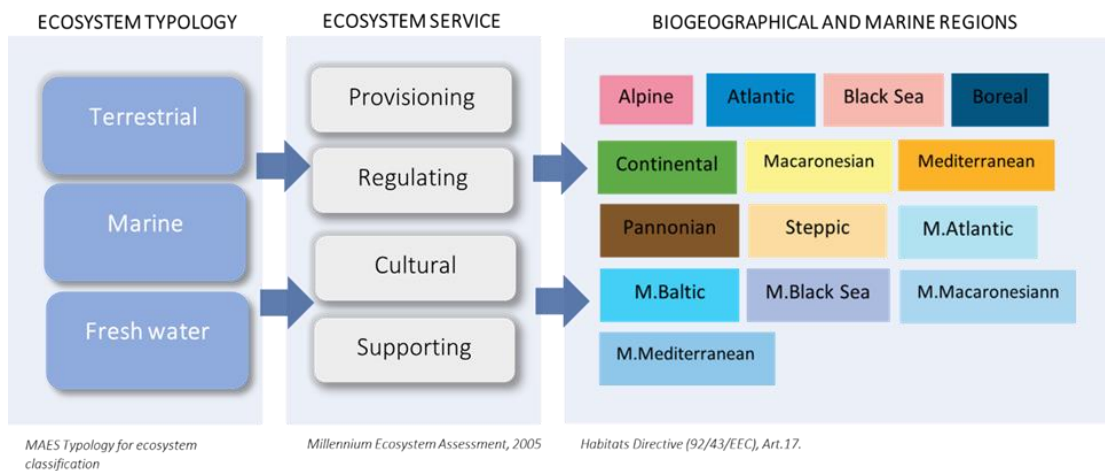 ECOSYSTEM TYPOLOGY
ECOSYSTEM SERVICE
BIOGEOGRAPHICAL AND MARINE REGIONS
Terrestrial
Marine
Fresh water
Provisioning
Regulating
Cultural
Supporting
Alpine
Atlantic
Black Sea
Boreal
Continental
Macaronesian
Mediterranean
Pannonian
Steppic
M.Atlantic
M.Baltic
M.Black Sea
M.Macaronesiann
M.Mediterranean
MAES Typology for ecosystem
classification
Millennium Ecosystem Assessment, 2005
Habitats Directive (92/43/EEC), Art.17.